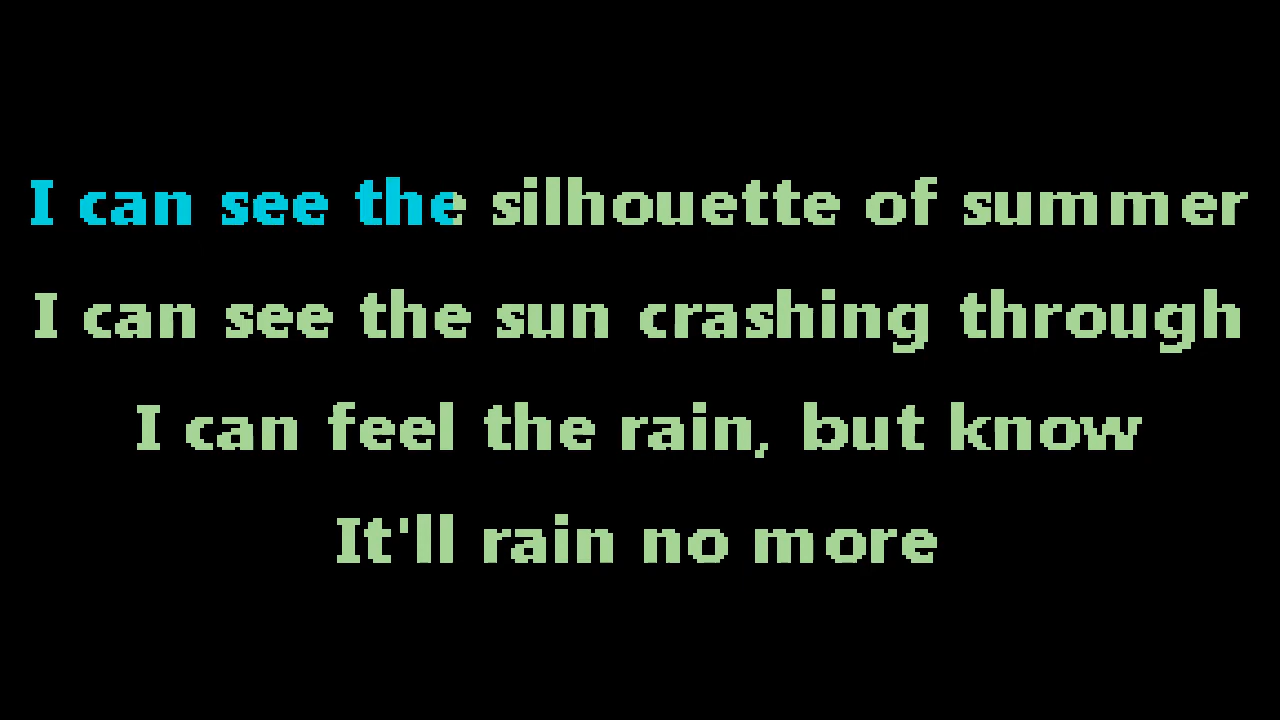 I can see the silhouette of summer
I can see the sun crashing through
I can feel the rain, but know
It'll rain no more